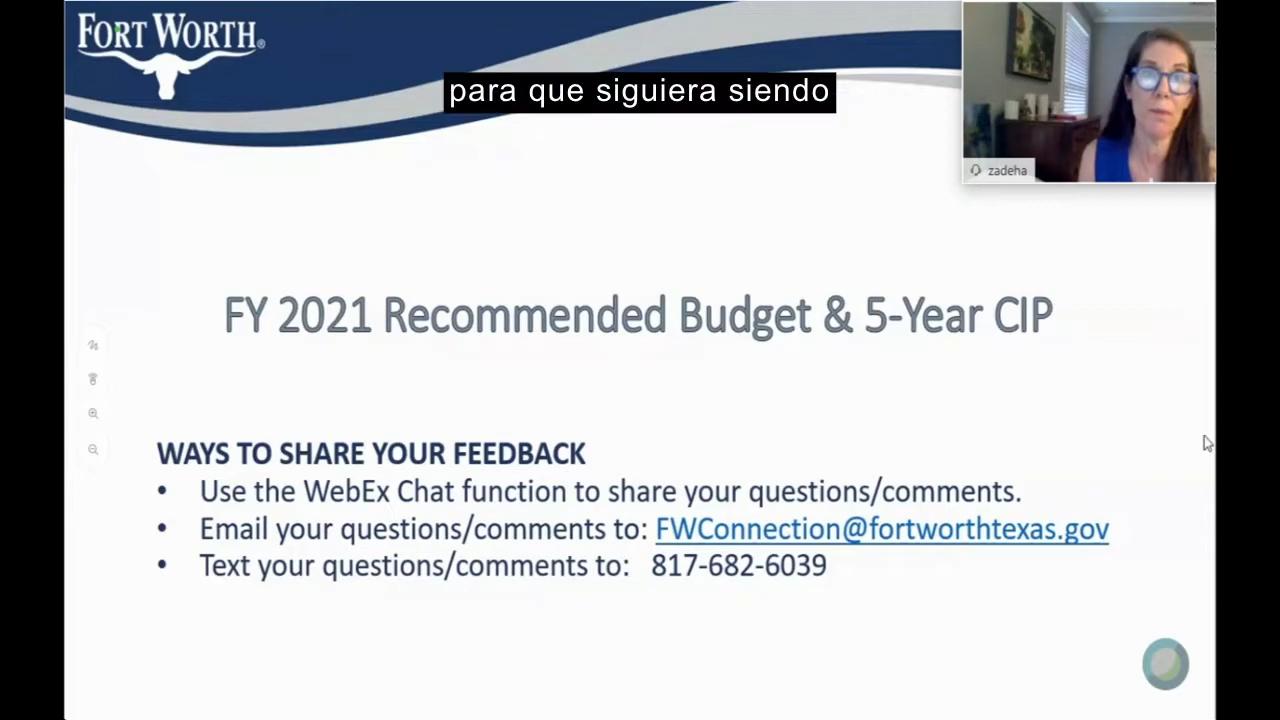 FORT WORTH®
para que siguiera siendo
zadeha
FY 2021 Recommended Budget & 5-Year CIP
WAYS TO SHARE YOUR FEEDBACK
• Use the WebEx Chat function to share your questions/comments.
• Email your questions/comments to: FWConnection@fortworthtexas.gov
• Text your questions/comments to: 817-682-6039